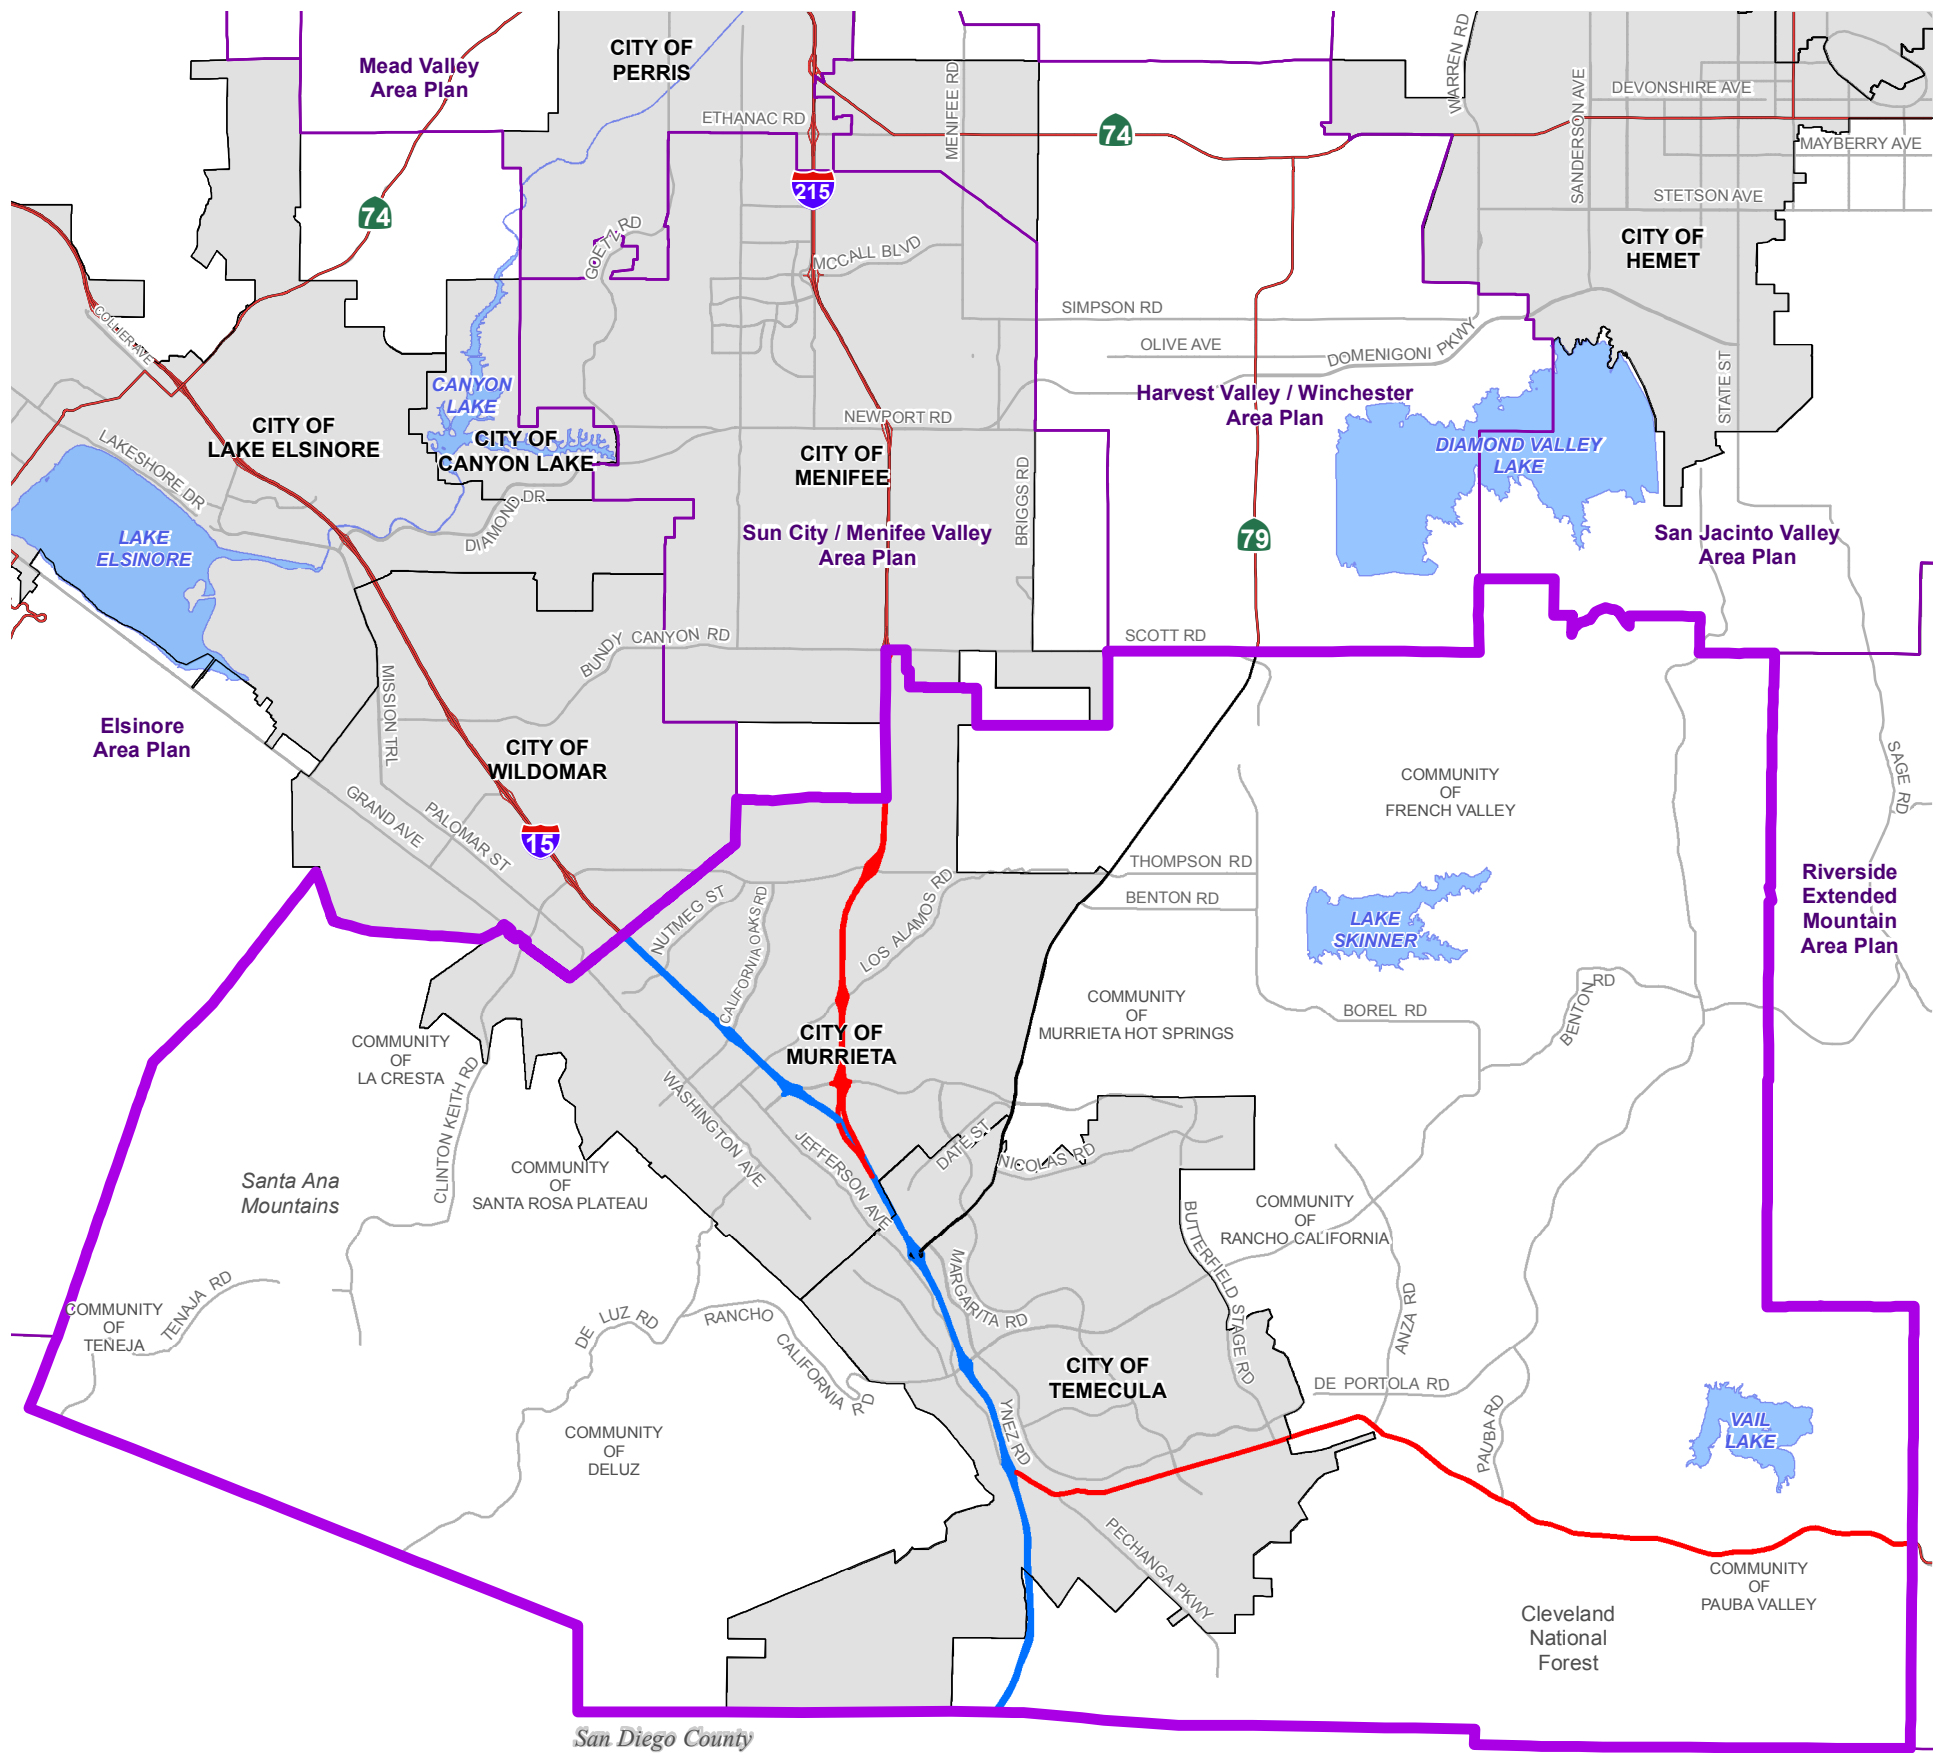 Mead Valley
Area Plan
CITY OF
PERRIS
ETHANAC RD
MENIFEE RD
74
WARREN RD
SANDERSON AVE
DEVONSHIRE AVE
MAYBERRY AVE
STETSON AVE
CITY OF
HEMET
74
215
GOETZ RD
MCCALL BLVD
SIMPSON RD
OLIVE AVE
DOMENIGONI PKWY
STATE ST
COLLIER AVE
CANYON
LAKE
CITY OF
LAKE ELSINORE
CITY OF
CANYON LAKE
LAKESHORE DR
DIAMOND DR
NEWPORT RD
CITY OF
MENIFEE
BRIGGS RD
Harvest Valley / Winchester
Area Plan
DIAMOND VALLEY
LAKE
LAKE
ELSINORE
Sun City / Menifee Valley
Area Plan
79
San Jacinto Valley
Area Plan
BUNDY CANYON RD
SCOTT RD
MISSION TRL
Elsinore
Area Plan
CITY OF
WILDOMAR
GRAND AVE
PALOMAR ST
15
COMMUNITY
OF
FRENCH VALLEY
SAGE RD
THOMPSON RD
BENTON RD
Riverside
Extended
Mountain
Area Plan
LAKE
SKINNER
NUTMEG ST
CALIFORNIA OAKS RD
LOS ALAMOS RD
BENTON RD
BOREL RD
COMMUNITY
OF
MURRIETA HOT SPRINGS
CITY OF
MURRIETA
COMMUNITY
OF
LA CRESTA
CLINTON KEITH RD
WASHINGTON AVE
JEFFERSON AVE
DATE ST
NICOLAS RD
Santa Ana
Mountains
COMMUNITY
OF
SANTA ROSA PLATEAU
COMMUNITY
OF
RANCHO CALIFORNIA
BUTTERFIELD STAGE RD
MARGARITA RD
ANZA RD
COMMUNITY
OF
TENEJA
TENAJA RD
DE LUZ RD
RANCHO CALIFORNIA RD
CITY OF
TEMECULA
DE PORTOLA RD
YNEZ RD
PAUBA RD
VAIL
LAKE
COMMUNITY
OF
DELUZ
PECHANGA PKWY
COMMUNITY
OF
PAUBA VALLEY
Cleveland
National
Forest
San Diego County